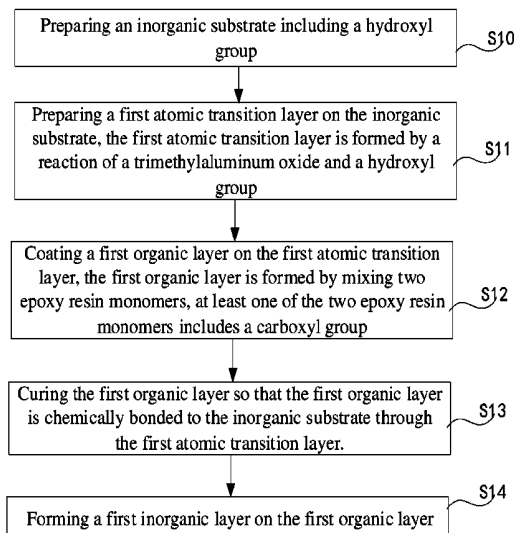 Preparing an inorganic substrate including a hydroxyl
group
S10
Preparing a first atomic transition layer on the inorganic
substrate, the first atomic transition layer is formed by a
reaction of a trimethylaluminum oxide and a hydroxyl
group
S11
Coating a first organic layer on the first atomic transition
layer, the first organic layer is formed by mixing two
epoxy resin monomers, at least one of the two epoxy resin
monomers includes a carboxyl group
S12
Curing the first organic layer so that the first organic layer
is chemically bonded to the inorganic substrate through
the first atomic transition layer.
S13
Forming a first inorganic layer on the first organic layer
S14